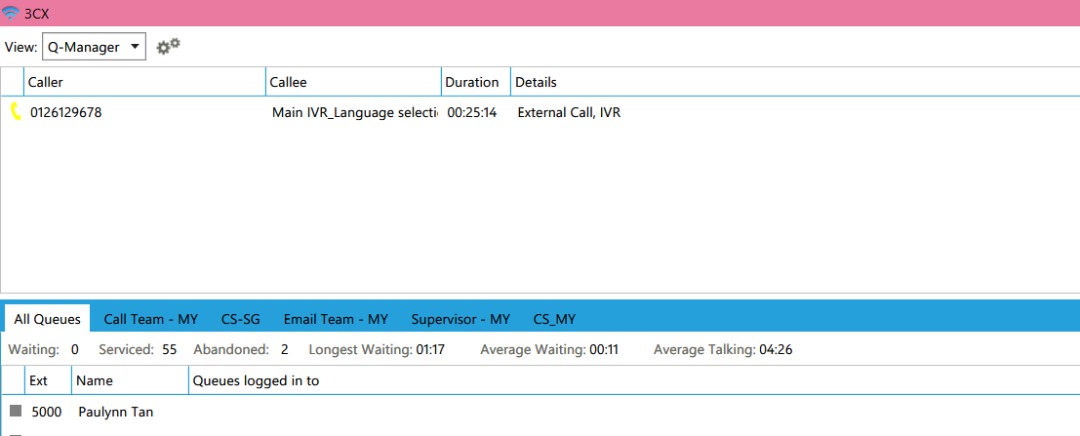 3CX
View: Q-Manager
Caller Callee Duration Details
0126129678 Main IVR_Language selecti 00:25:14 External Call, IVR
All Queues Call Team - MY CS-SG Email Team - MY Supervisor - MY CS_MY
Waiting: 0 Serviced: 55 Abandoned: 2 Longest Waiting: 01:17 Average Waiting: 00:11 Average Talking: 04:26
Ext Name Queues logged in to
5000 Paulynn Tan